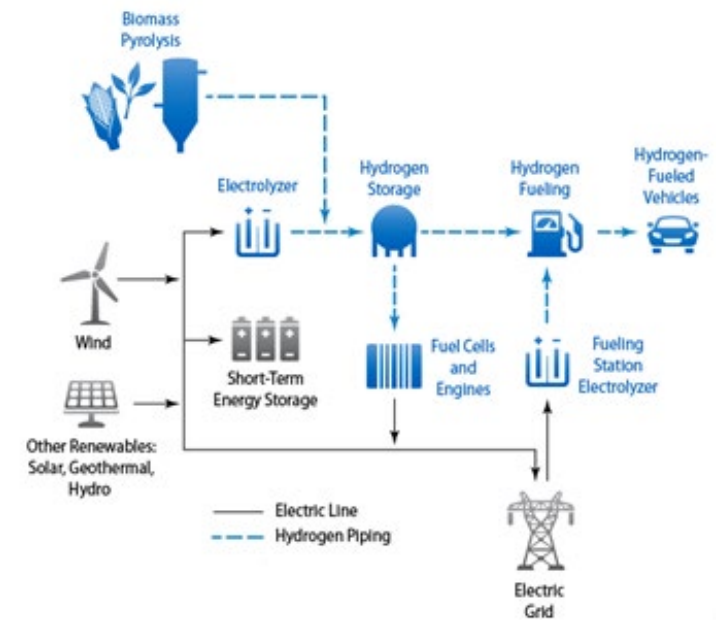 Biomass
Pyrolysis
Electrolyzer
Hydrogen
Storage
Hydrogen
Fueling
Hydrogen-
Fueled
Vehicles
Wind
Short-Term
Energy Storage
Fuel Cells
and
Engines
Fueling
Station
Electrolyzer
Other Renewables:
Solar, Geothermal,
Hydro
Electric Line
Hydrogen Piping
Electric
Grid